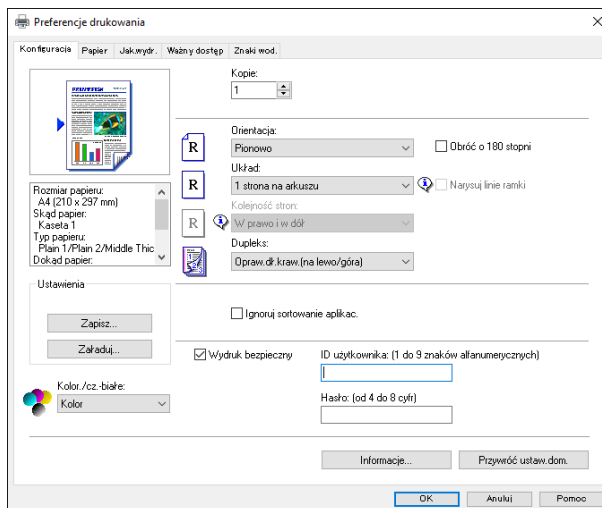 Preferencje drukowania
Konfiguracja Papier Jak.wydr. Ważny dostęp Znaki wod.
Kopie:
1
Orientacja:
Pionowo
Obróć o 180 stopni
Układ:
1 strona na arkuszu
Narysuj linie ramki
Kolejność stron:
W prawo i w dół
Dupleks:
Opraw.dł.kraw.(na lewo/góra)
Rozmiar papieru:
A4 (210 x 297 mm)
Skąd papier:
Kaseta 1
Typ papieru:
Plain 1/Plain 2/Middle Thic
Dokąd papier:
Ustawienia
Zapisz...
Załaduj...
Ignoruj sortowanie aplikac.
Wydruk bezpieczny
ID użytkownika: (1 do 9 znaków alfanumerycznych)
Hasło: (od 4 do 8 cyfr)
Kolor./cz.-białe:
Kolor
Informacje...
Przywróć ustaw.dom.
OK Anuluj Pomoc
R
R
R